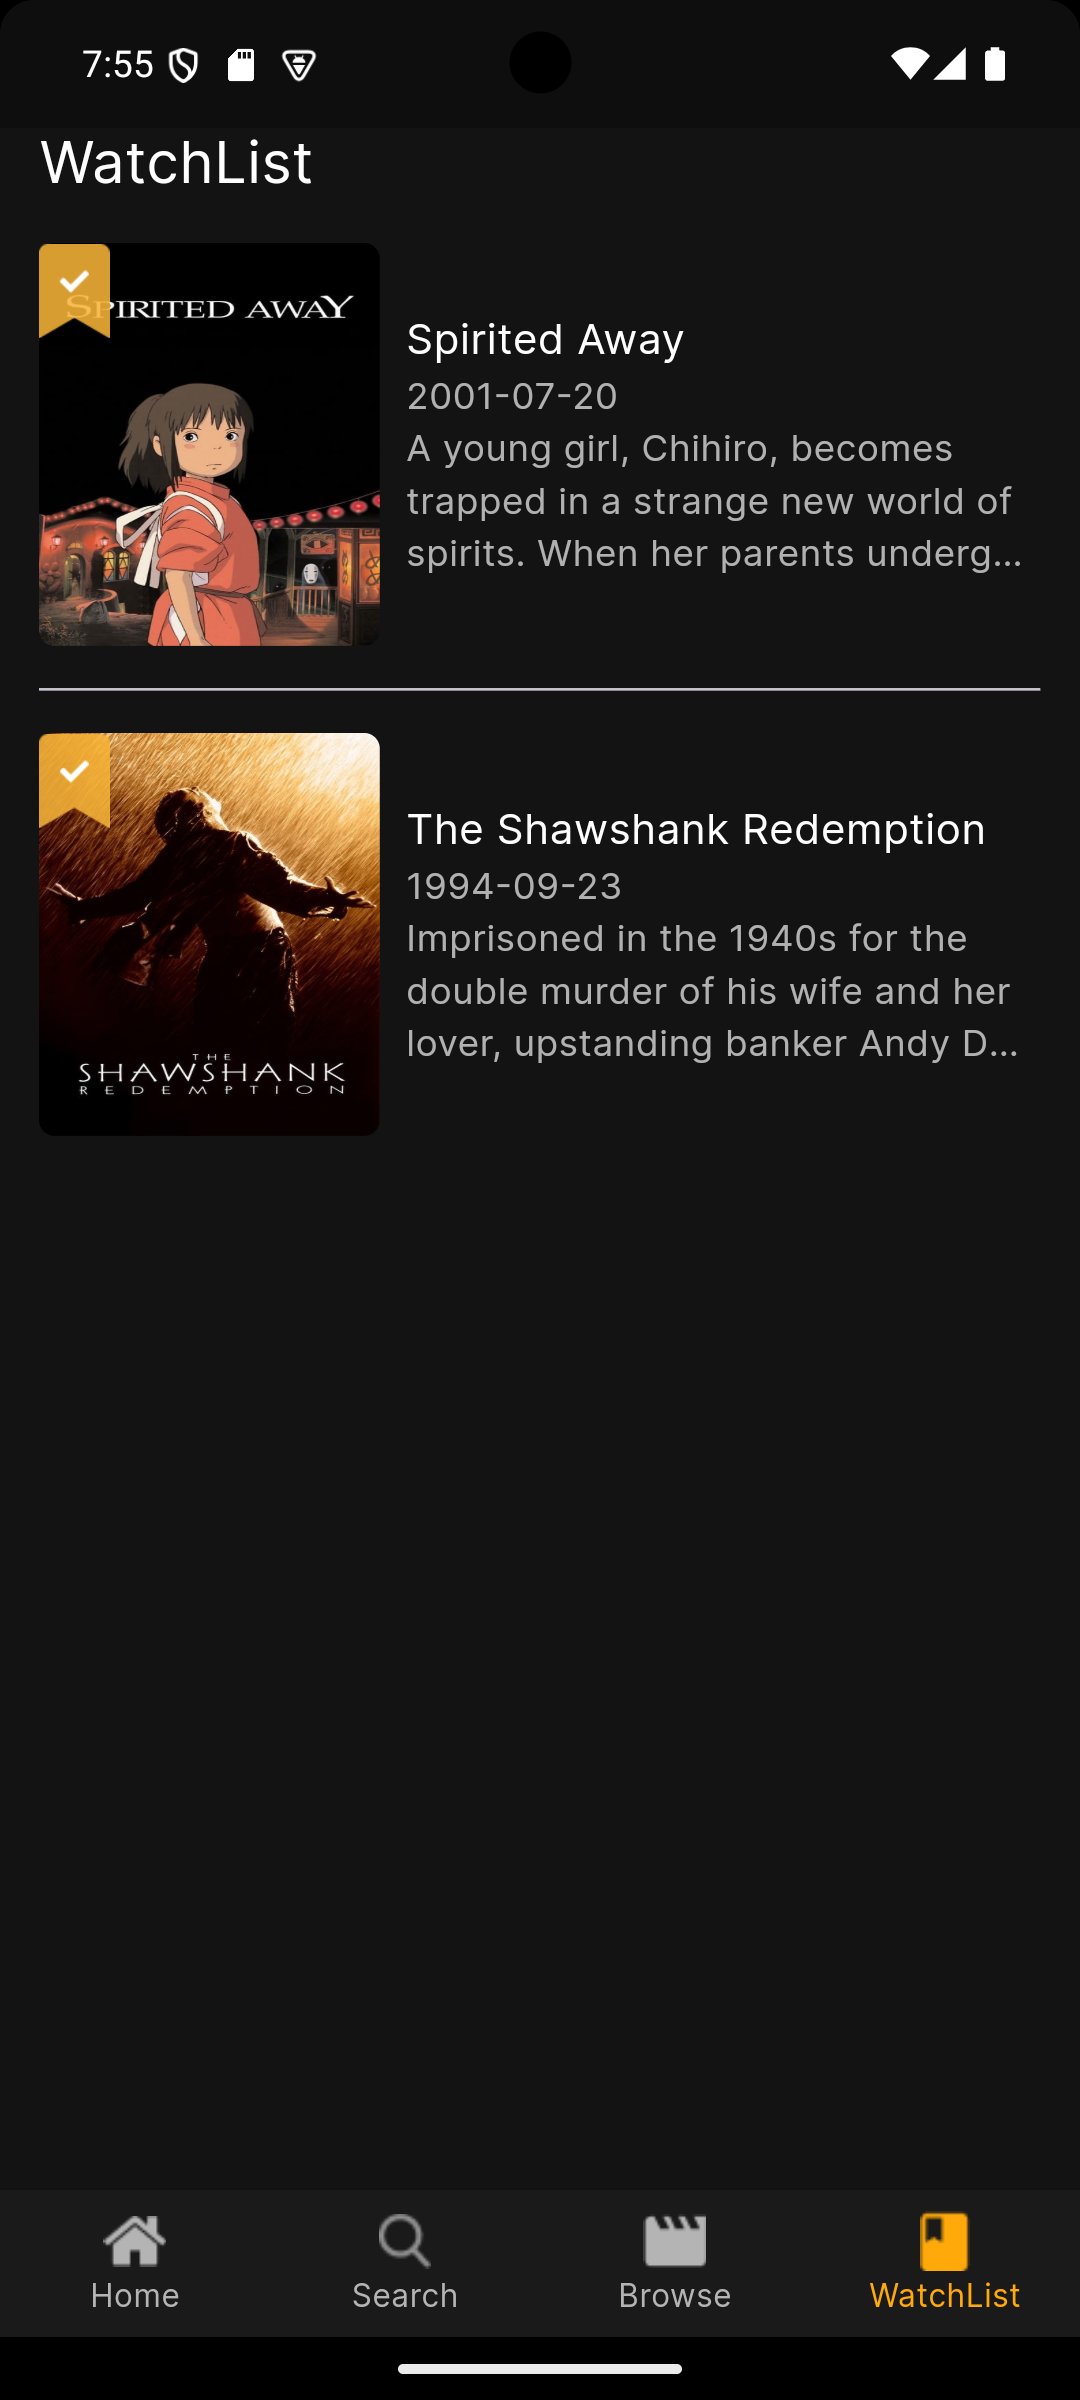 7:55
WatchList
SPIRITED AWAY
Spirited Away
2001-07-20
A young girl, Chihiro, becomes
trapped in a strange new world of
spirits. When her parents underg...
THE
SHAWSHANK
REDEMPTION
The Shawshank Redemption
1994-09-23
Imprisoned in the 1940s for the
double murder of his wife and her
lover, upstanding banker Andy D...
Home
Search
Browse
WatchList